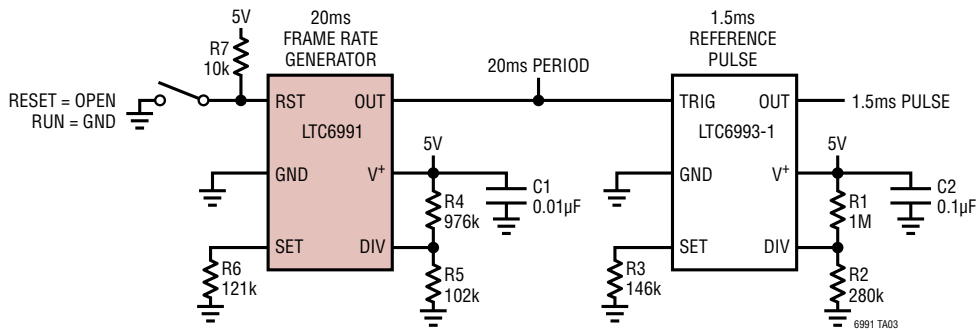 20ms
FRAME RATE
GENERATOR
1.5ms
REFERENCE
PULSE
5V
R7
10k
20ms PERIOD
RESET = OPEN
RUN = GND
RST
OUT
LTC6991
GND
V+
SET
DIV
5V
R4
976k
C1
0.01µF
R5
102k
R6
121k
TRIG
OUT
1.5ms PULSE
LTC6993-1
GND
V+
SET
DIV
5V
R1
1M
C2
0.1µF
R3
146k
R2
280k
6991 TA03